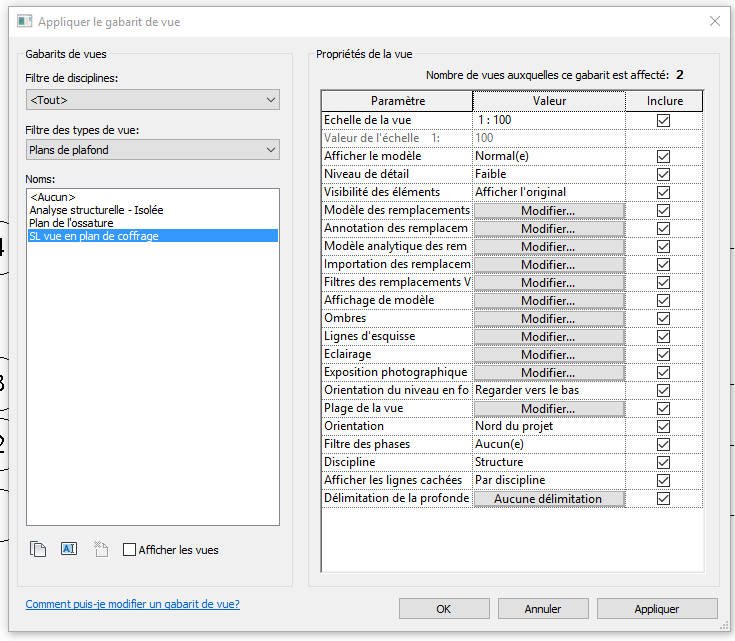 Appliquer le gabarit de vue
Gabarits de vues
Filtre de disciplines:
<Tout>
Filtre des types de vue:
Plans de plafond
Noms:
<Aucun>
Analyse structurelle - Isolée
Plan de l'ossature
SL vue en plan de coffrage
Afficher les vues
Comment puis-je modifier un gabarit de vue?
Propriétés de la vue
Nombre de vues auxquelles ce gabarit est affecté: 2
Paramètre Valeur Inclure
Echelle de la vue 1 : 100
Valeur de l'échelle 1: 100
Afficher le modèle Normal(e)
Niveau de détail Faible
Visibilité des éléments Afficher l'original
Modèle des remplacements Modifier...
Annotation des remplacem Modifier...
Modèle analytique des rem Modifier...
Importation des remplacem Modifier...
Filtres des remplacements V Modifier...
Affichage de modèle Modifier...
Ombres Modifier...
Lignes d'esquisse Modifier...
Eclairage Modifier...
Exposition photographique Modifier...
Orientation du niveau en fo Regarder vers le bas
Plage de la vue Modifier...
Orientation Nord du projet
Filtre des phases Aucun(e)
Discipline Structure
Afficher les lignes cachées Par discipline
Délimitation de la profonde Aucune délimitation
OK Annuler Appliquer